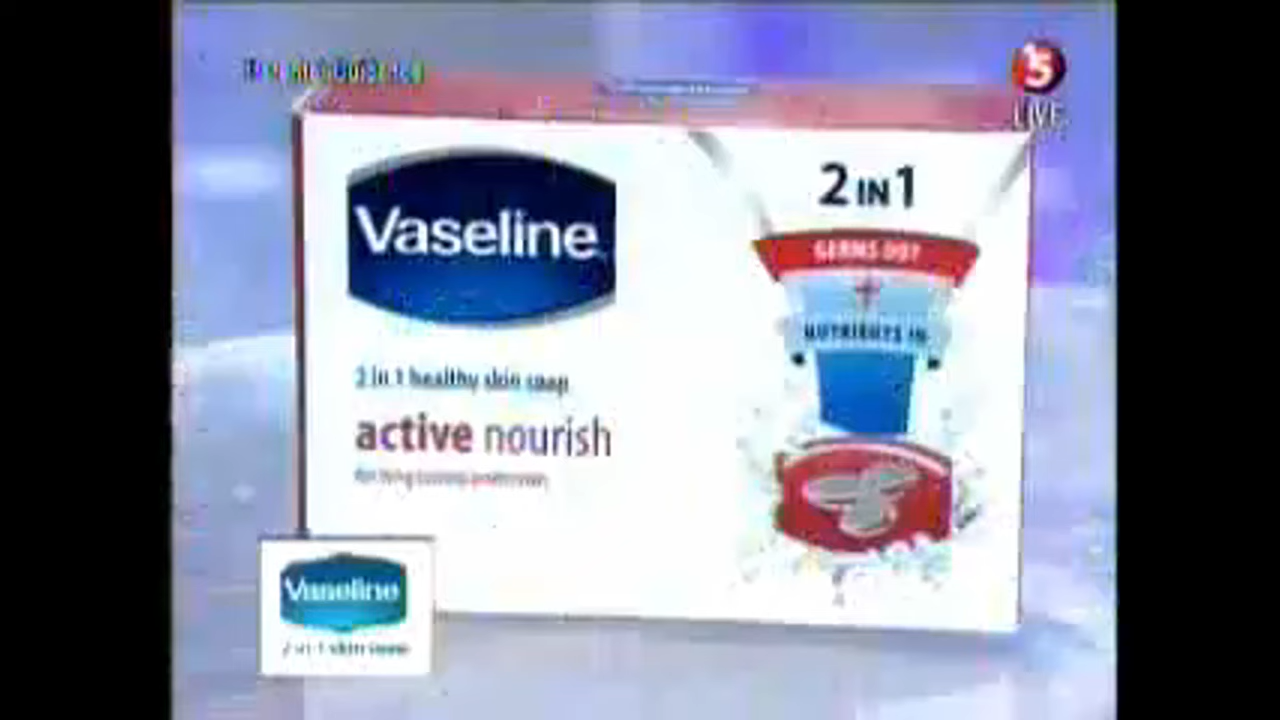 5
LIVE
Vaseline
2 IN 1
GERMS OUT
+
NUTRIENTS IN
2 in 1 healthy skin soap
active nourish
Vaseline
2 in 1 skin soap